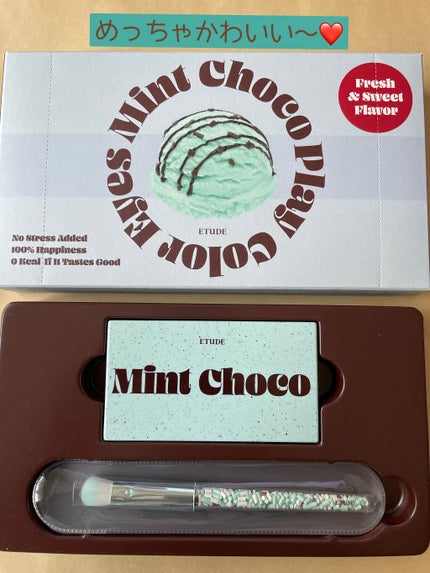 めっちゃかわいい〜❤️
Mint Choco Play Color Eyes
Fresh
& Sweet
Flavor
ETUDE
No Stress Added
100% Happiness
0 Kcal If It Tastes Good
ETUDE
Mint Choco
ETUDE